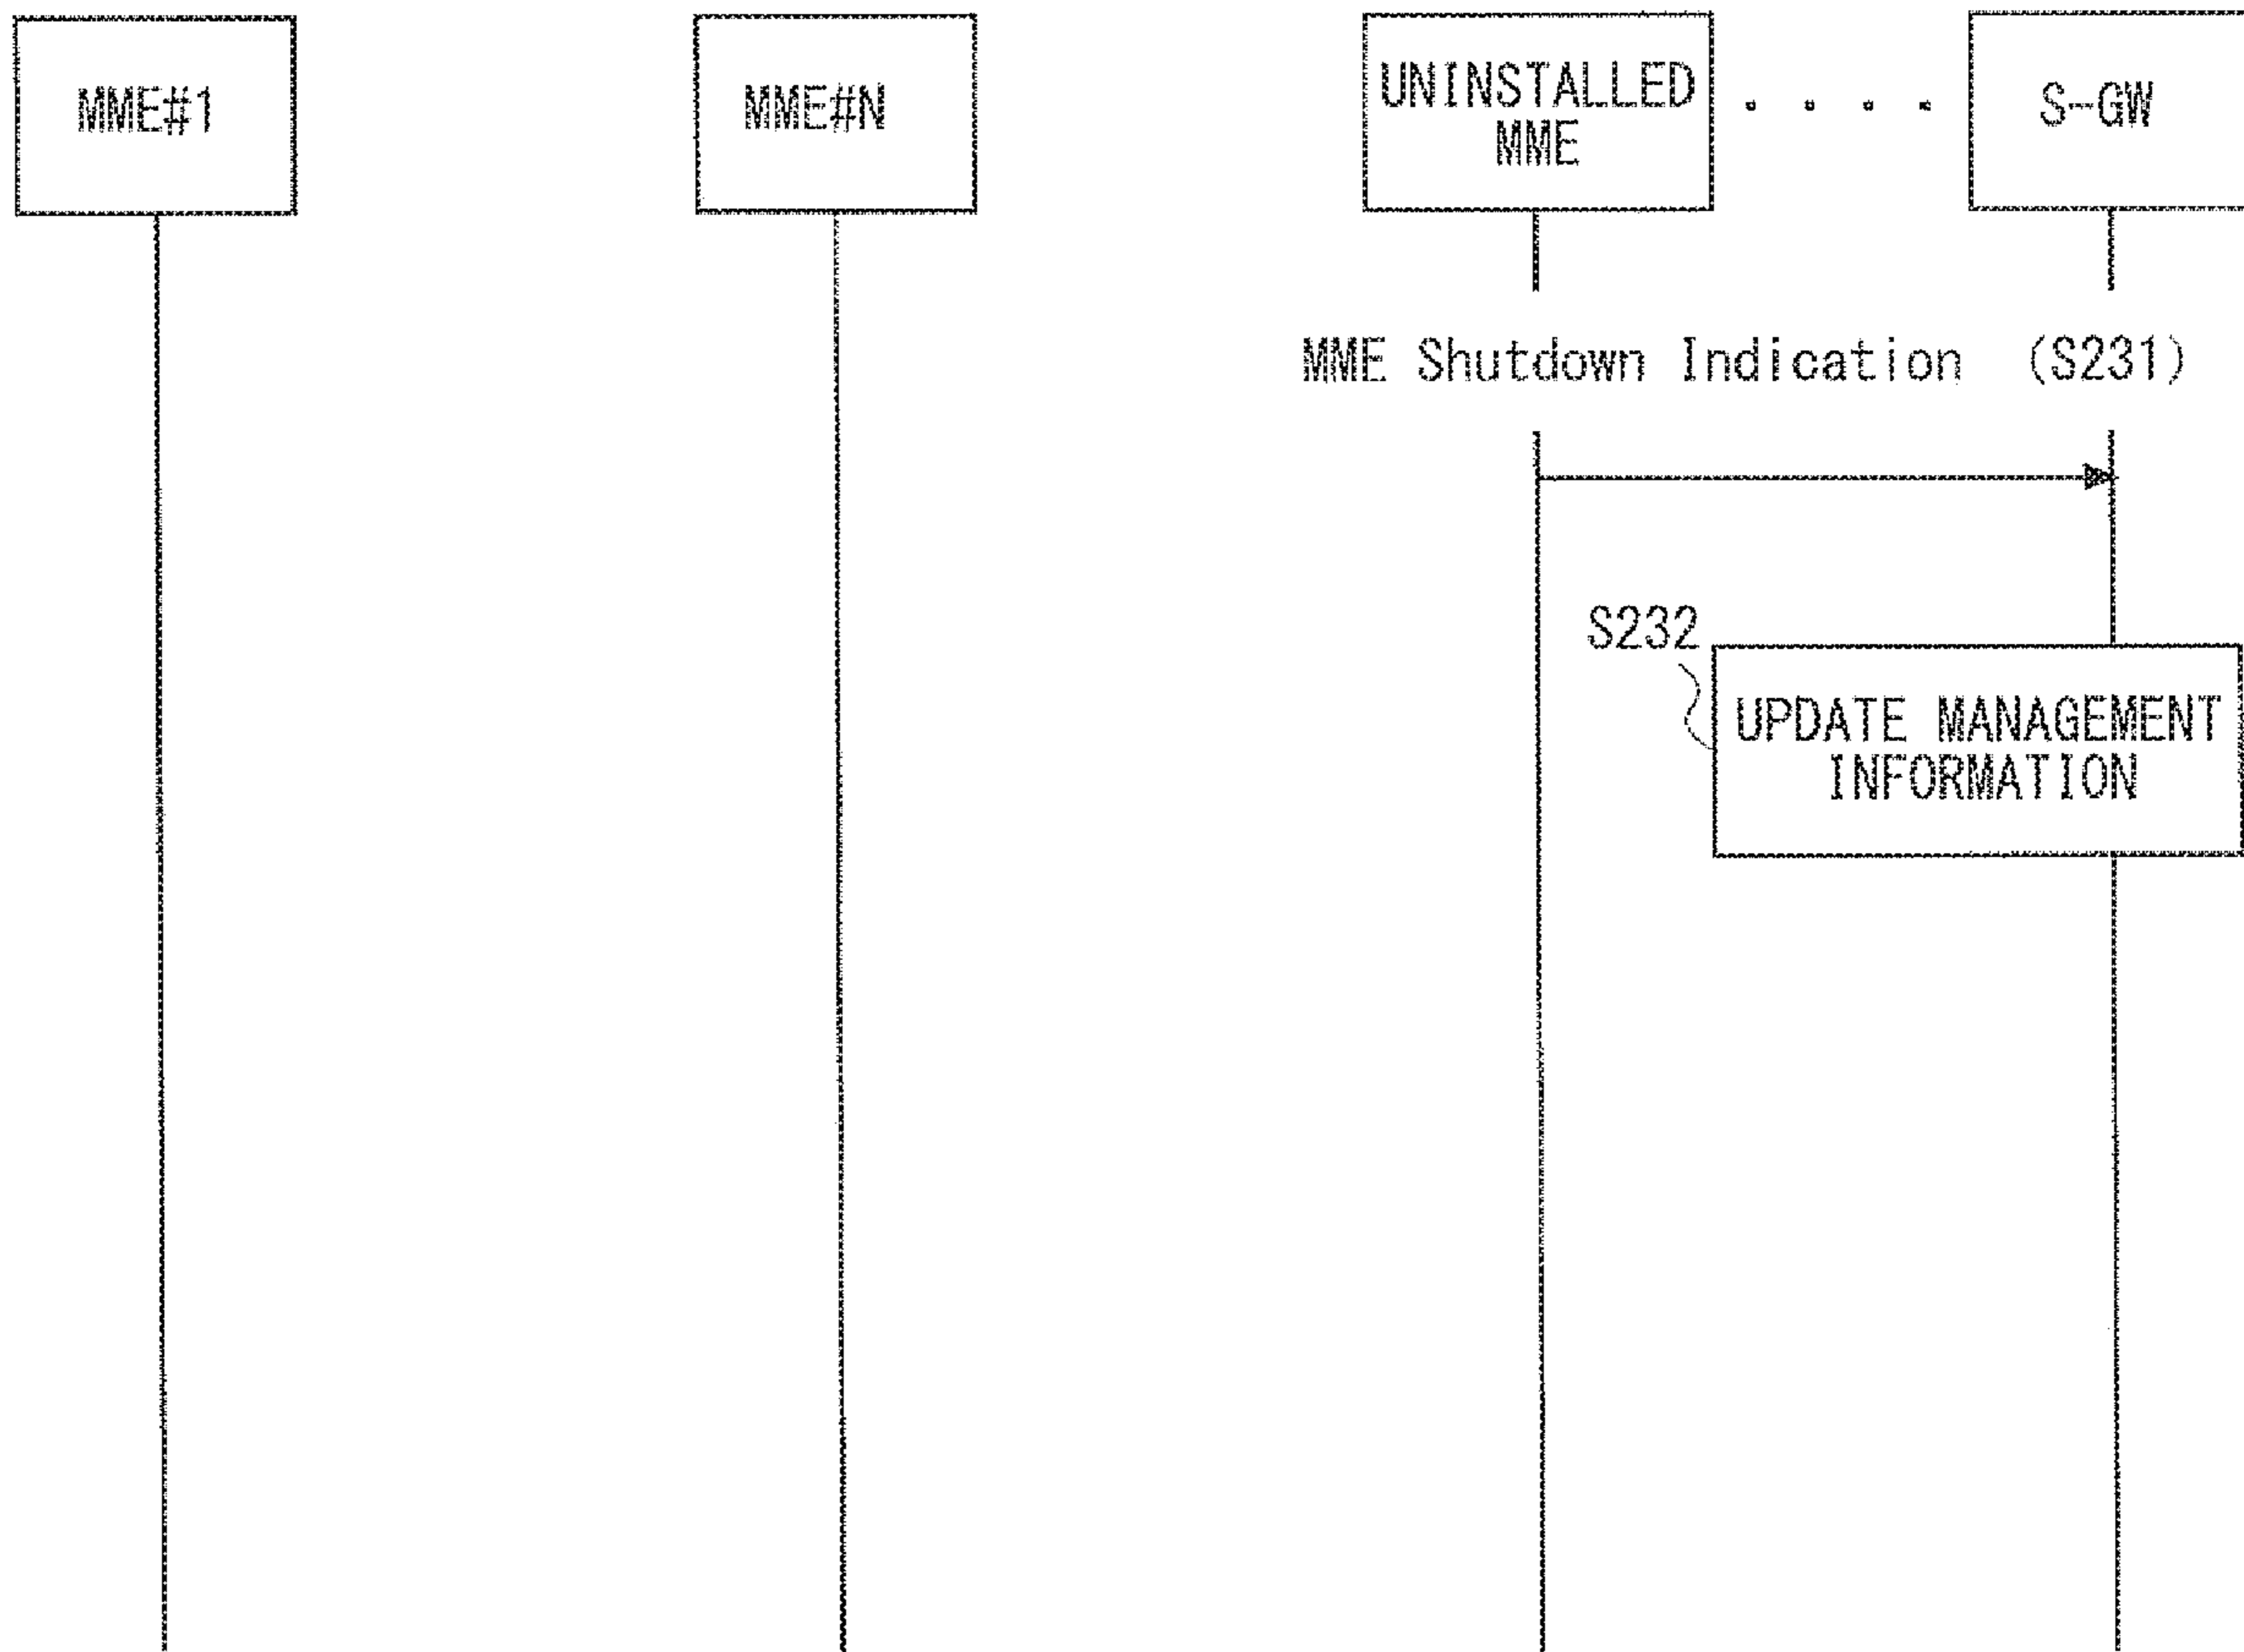 MME#1
MME#N
UNINSTALLED
MME
S-GW
MME Shutdown Indication (S231)
S232
UPDATE MANAGEMENT
INFORMATION